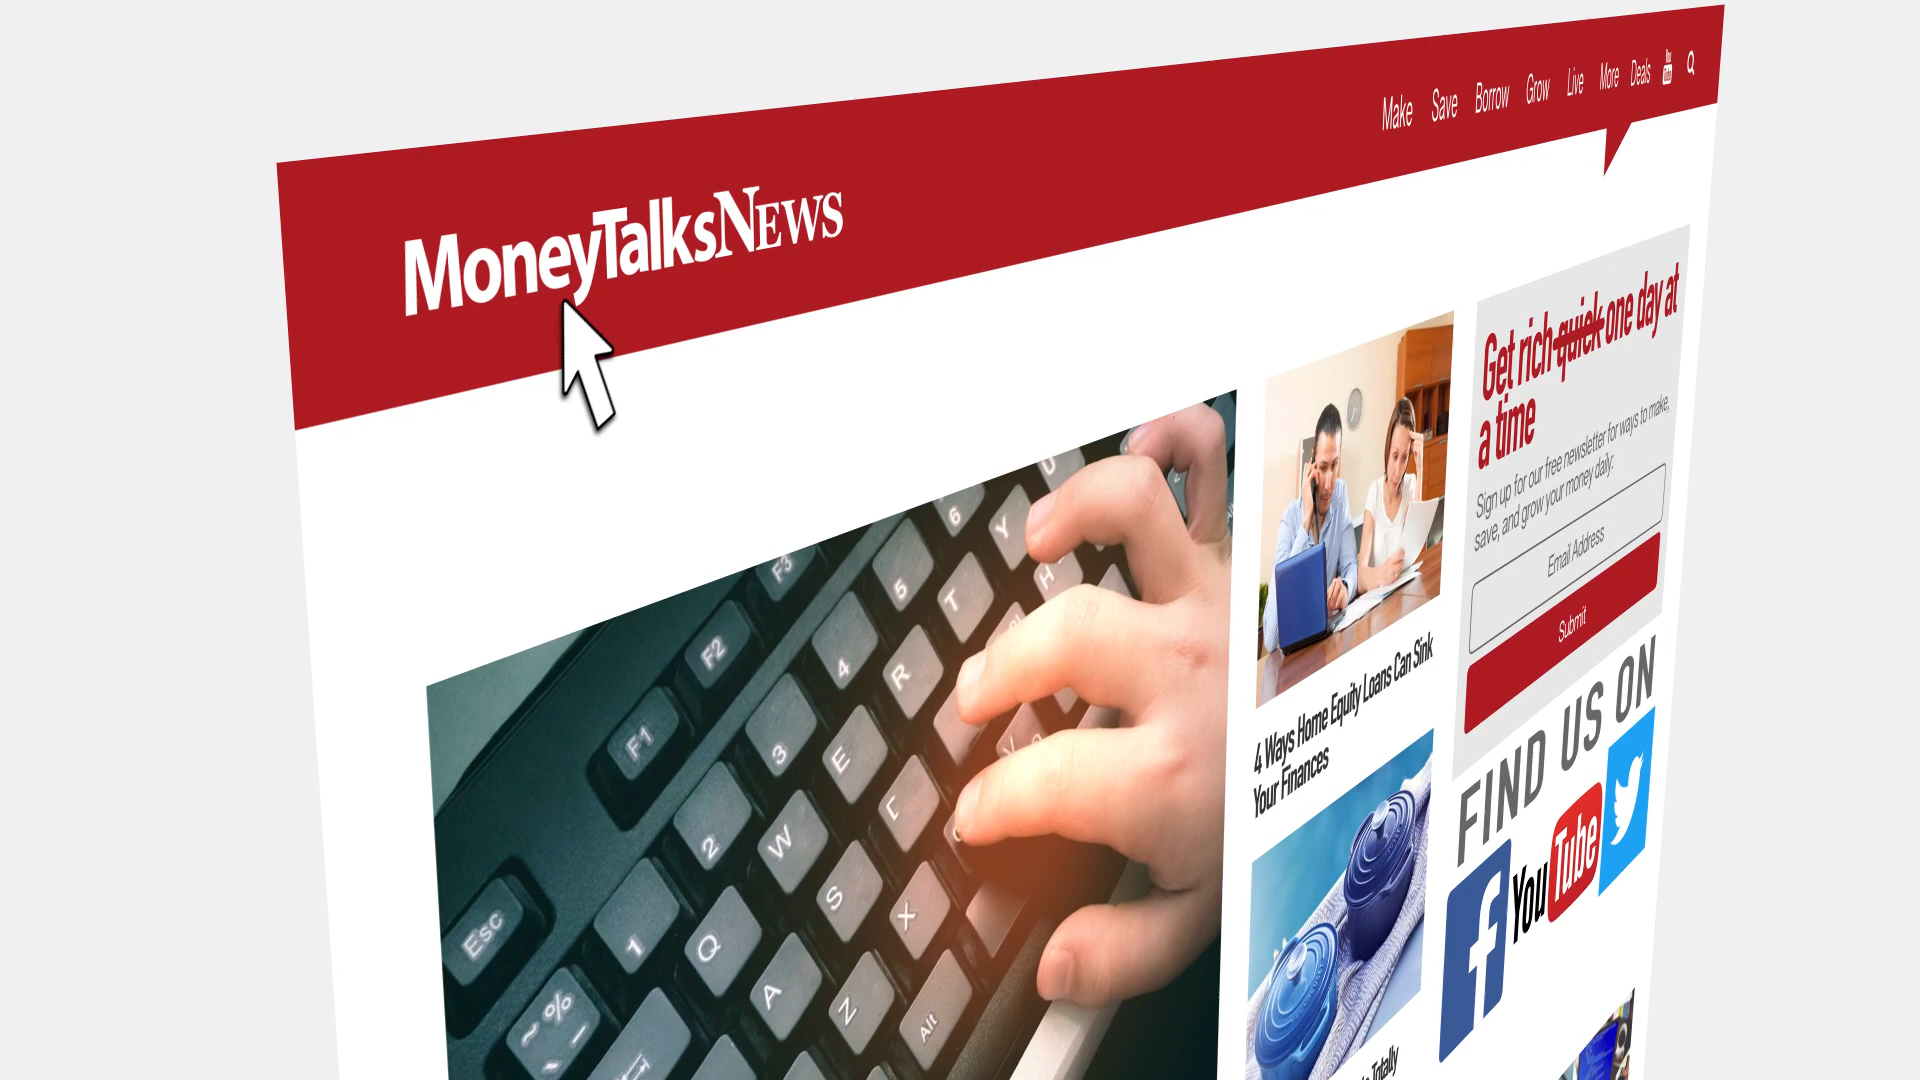 MoneyTalksNews
Make Save Borrow Grow Live More Deals You Tube
Get rich quick one day at
a time
Sign up for our free newsletter for ways to make,
save, and grow your money daily:
Email Address
Submit
4 Ways Home Equity Loans Can Sink
Your Finances
FIND US ON
f YouTube
Totally
F3
F2
F1
6 Y
5 T H
4 R
3 E
2 W
Esc 1 Q S X
~ % - A Z Alt